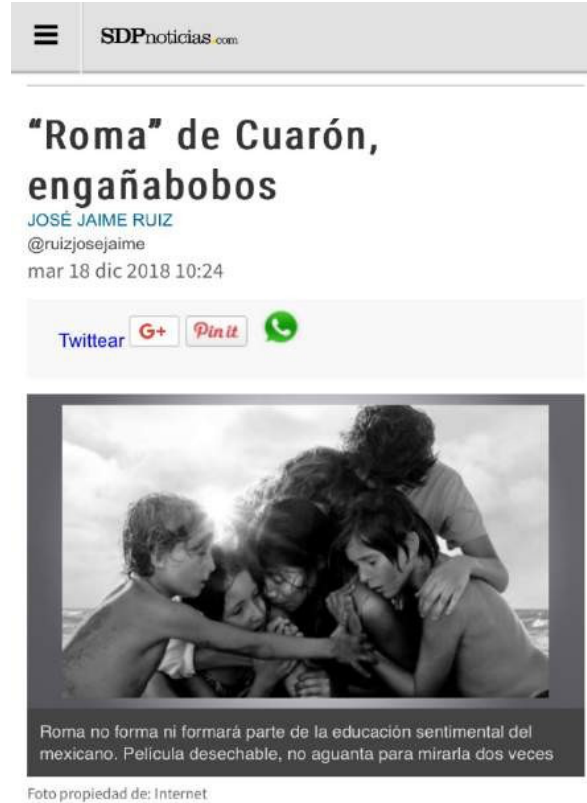 SDPnoticias.com
“Roma” de Cuarón,
engañabobos
JOSÉ JAIME RUIZ
@ruizjosejaime
mar 18 dic 2018 10:24
Twittear G+ Pin it
Roma no forma ni formará parte de la educación sentimental del
mexicano. Película desechable, no aguanta para mirarla dos veces
Foto propiedad de: Internet